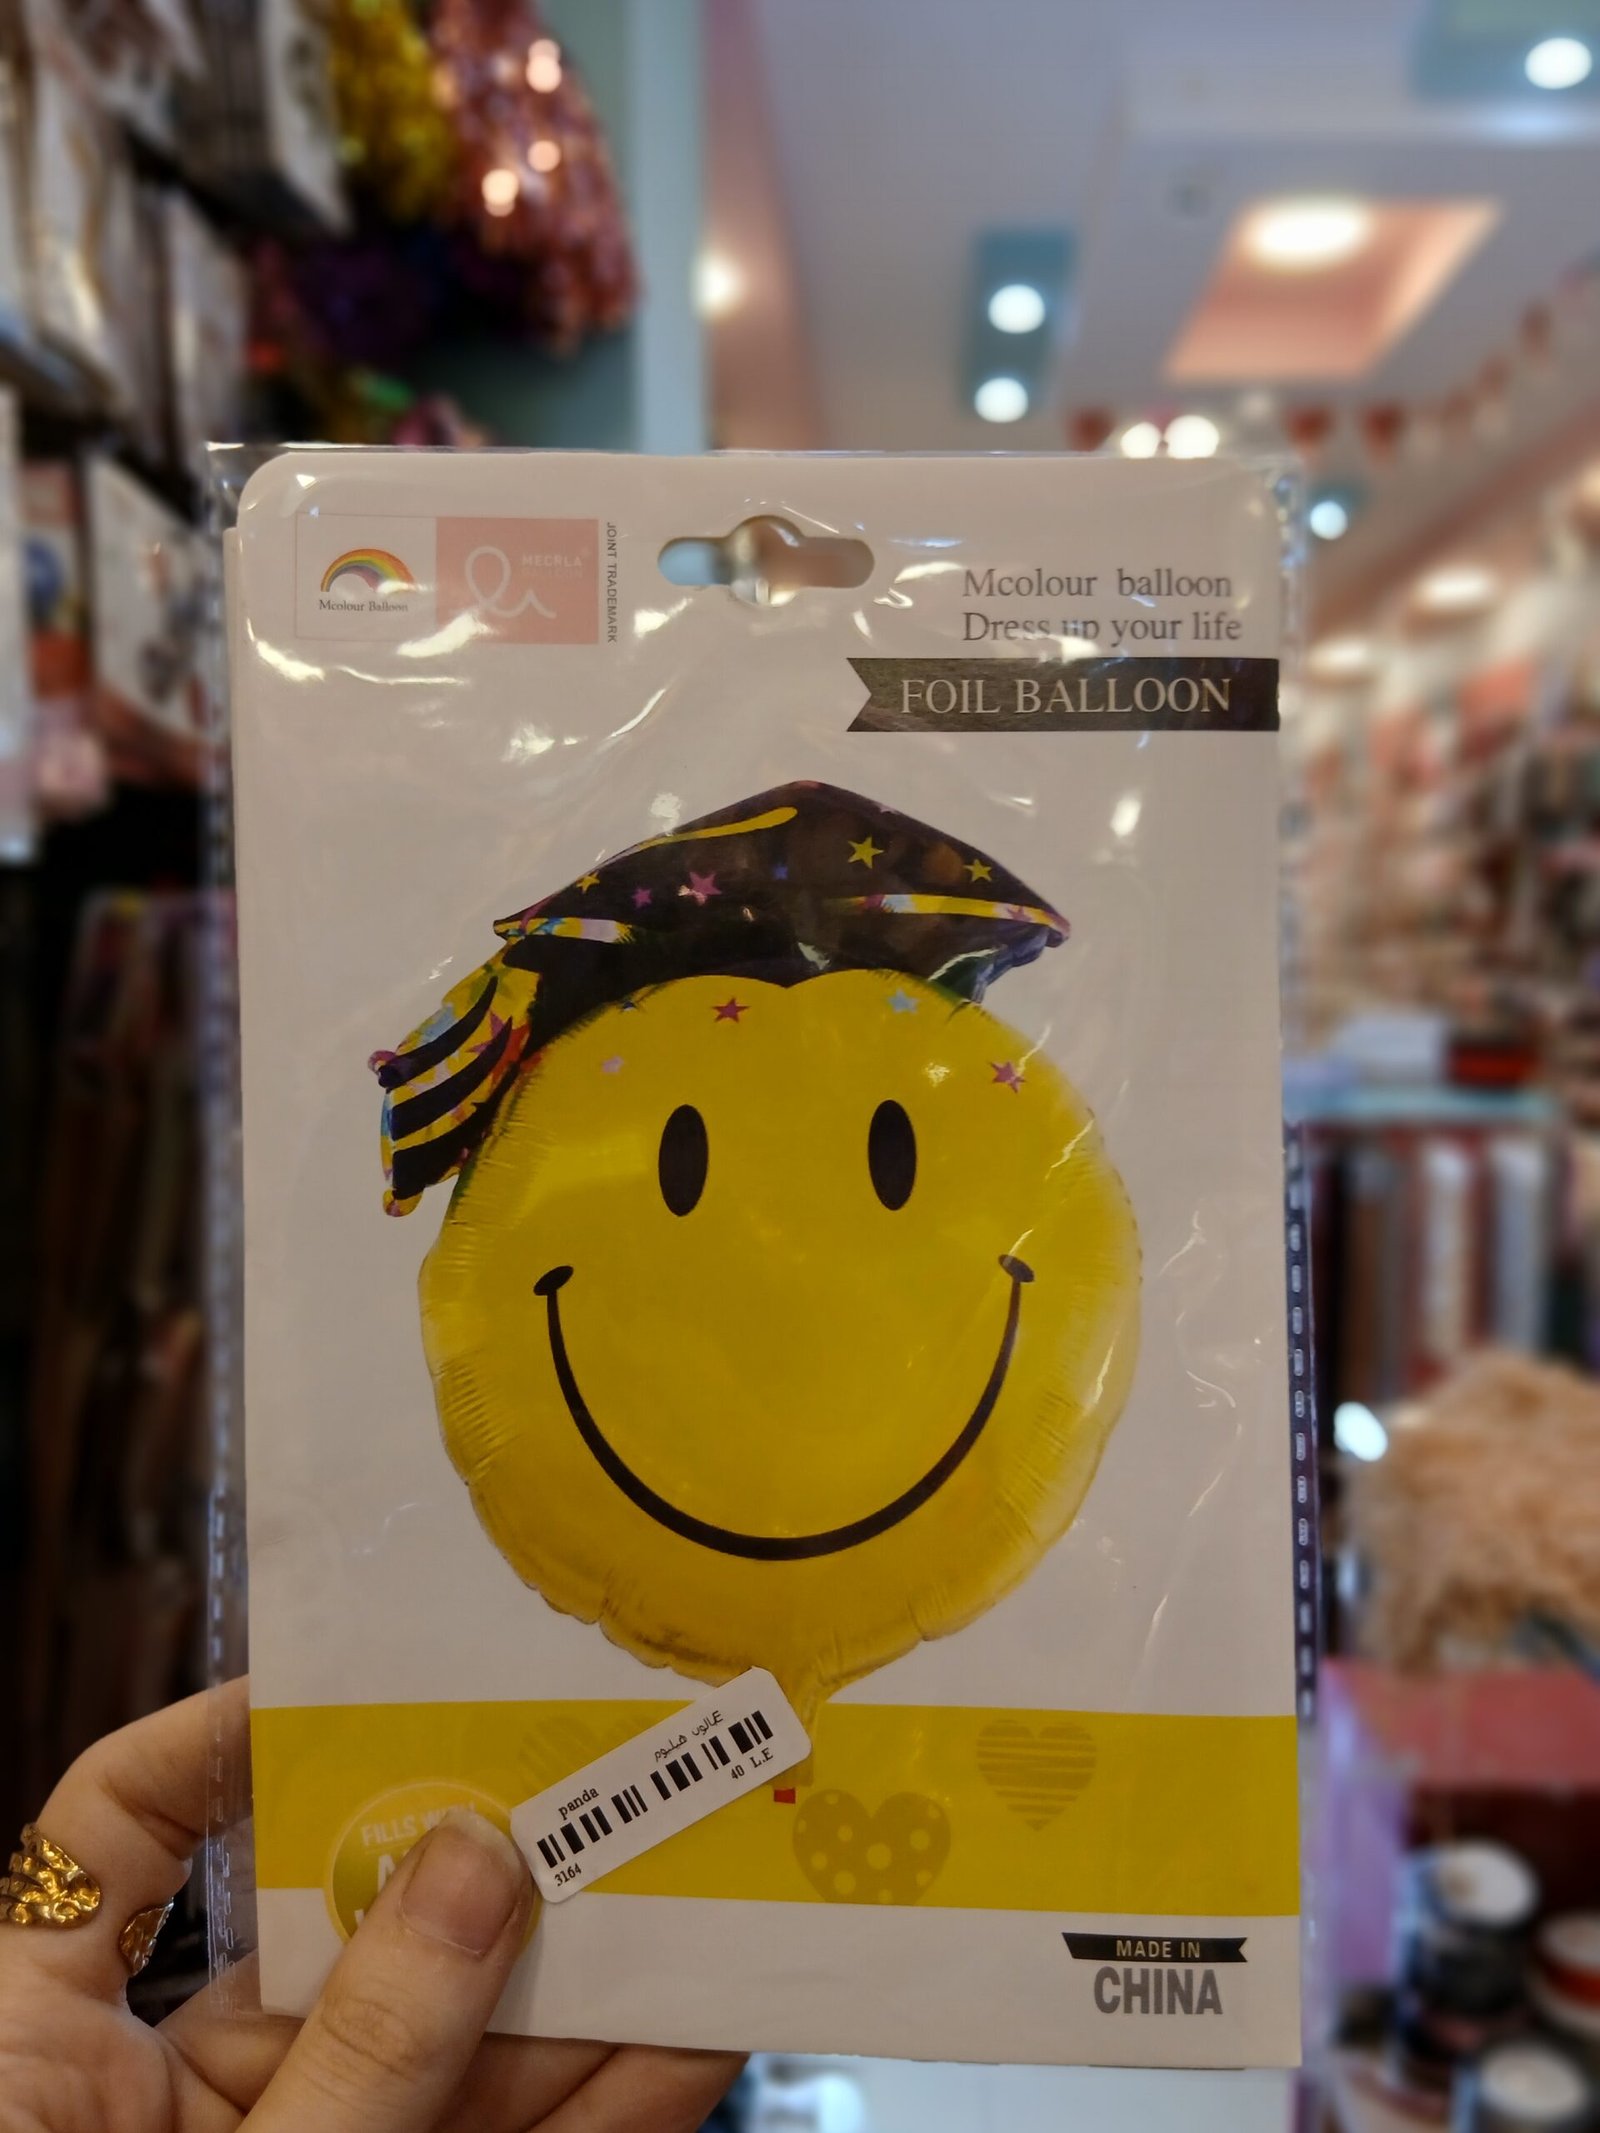 Mcolour Balloon
MECRLA
JOINT TRADEMARK
Mcolour balloon
Dress up your life
FOIL BALLOON
بالون هيليوم
panda
40 L.E
3164
FILLS
MADE IN
CHINA